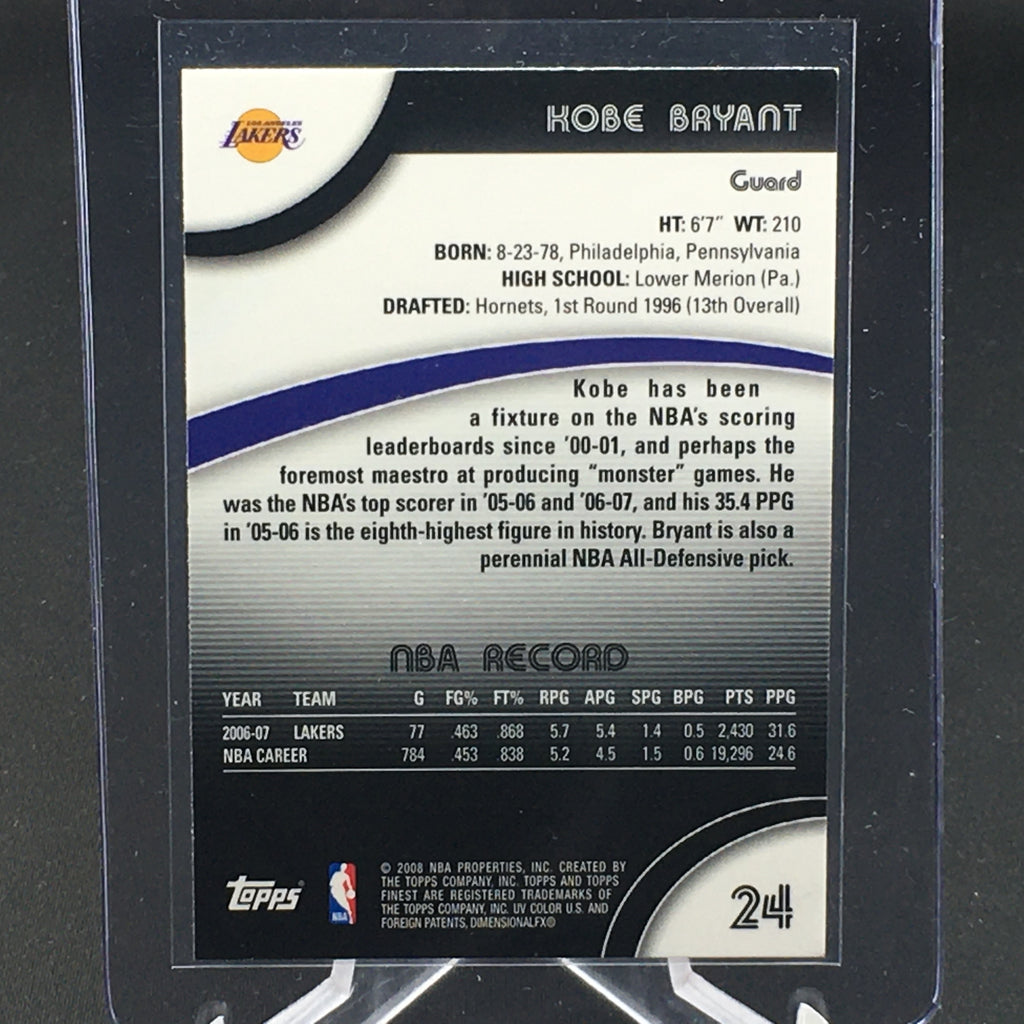 LOS ANGELES
LAKERS
KOBE BRYANT
Guard
HT: 6'7" WT: 210
BORN: 8-23-78, Philadelphia, Pennsylvania
HIGH SCHOOL: Lower Merion (Pa.)
DRAFTED: Hornets, 1st Round 1996 (13th Overall)
Kobe has been
a fixture on the NBA's scoring
leaderboards since '00-01, and perhaps the
foremost maestro at producing "monster" games. He
was the NBA's top scorer in '05-06 and '06-07, and his 35.4 PPG
in '05-06 is the eighth-highest figure in history. Bryant is also a
perennial NBA All-Defensive pick.
NBA RECORD
YEAR TEAM G FG% FT% RPG APG SPG BPG PTS PPG
2006-07 LAKERS 77 .463 .868 5.7 5.4 1.4 0.5 2,430 31.6
NBA CAREER 784 .453 .838 5.2 4.5 1.5 0.6 19,296 24.6
Topps
NBA
© 2008 NBA PROPERTIES, INC. CREATED BY
THE TOPPS COMPANY, INC. TOPPS AND TOPPS
FINEST ARE REGISTERED TRADEMARKS OF
THE TOPPS COMPANY, INC. UV COLOR U.S. AND
FOREIGN PATENTS, DIMENSIONALFX®
24